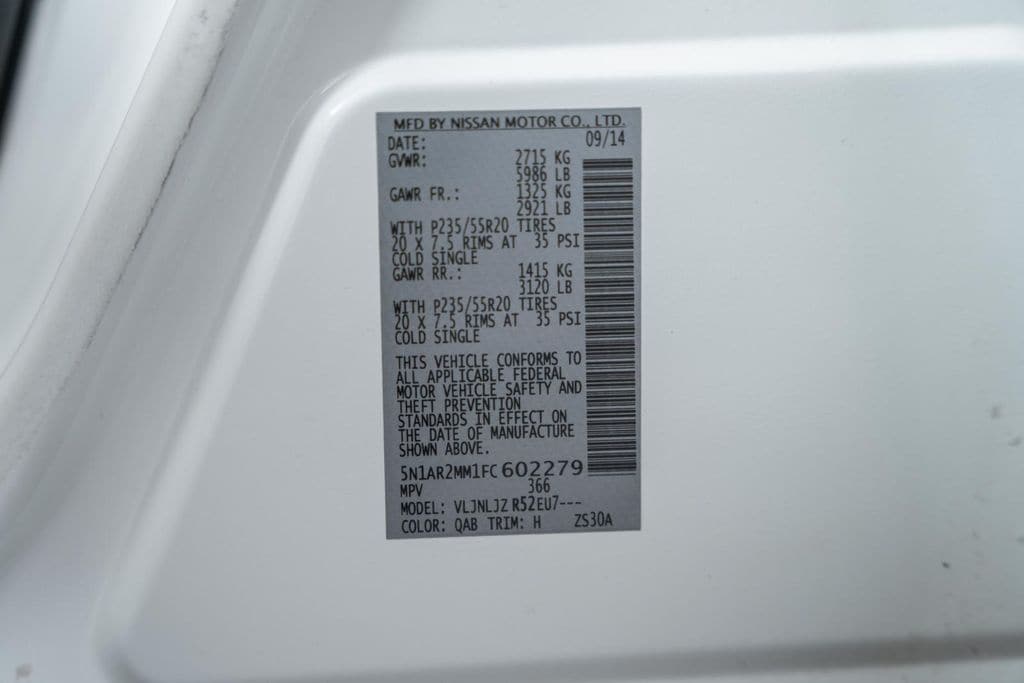 MFD BY NISSAN MOTOR CO., LTD.
DATE: 09/14
GVWR: 2715 KG
5986 LB
GAWR FR.: 1325 KG
2921 LB
WITH P235/55R20 TIRES
20 X 7.5 RIMS AT 35 PSI
COLD SINGLE
GAWR RR.: 1415 KG
3120 LB
WITH P235/55R20 TIRES
20 X 7.5 RIMS AT 35 PSI
COLD SINGLE
THIS VEHICLE CONFORMS TO
ALL APPLICABLE FEDERAL
MOTOR VEHICLE SAFETY AND
THEFT PREVENTION
STANDARDS IN EFFECT ON
THE DATE OF MANUFACTURE
SHOWN ABOVE.
5N1AR2MM1FC602279
MPV 366
MODEL: VLJNLJZ R52EU7---
COLOR: QAB TRIM: H ZS30A